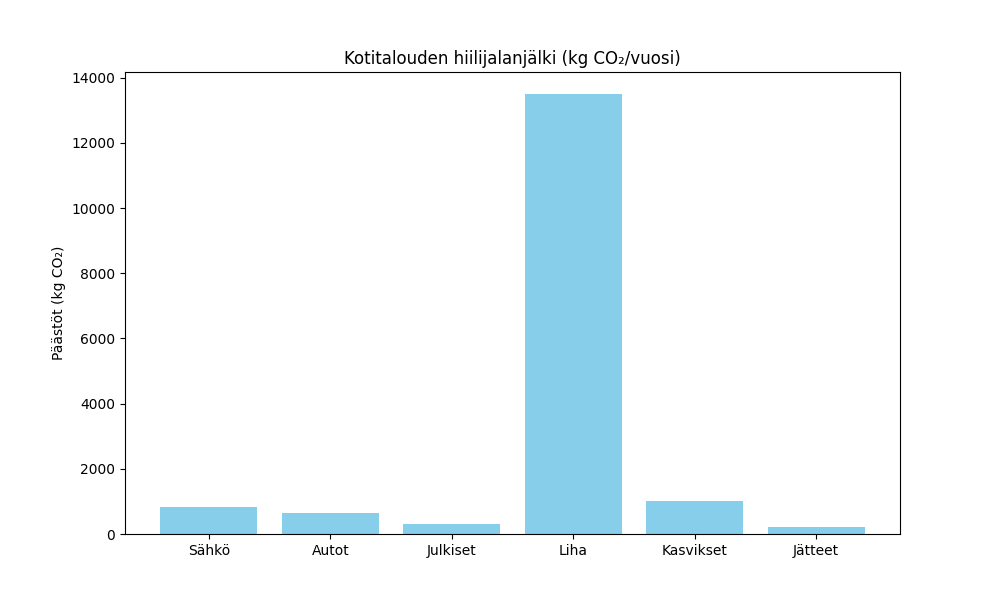 Kotitalouden hiilijalanjälki (kg CO₂/vuosi)
Päästöt (kg CO₂)
14000
12000
10000
8000
6000
4000
2000
0
Sähkö Autot Julkiset Liha Kasvikset Jätteet